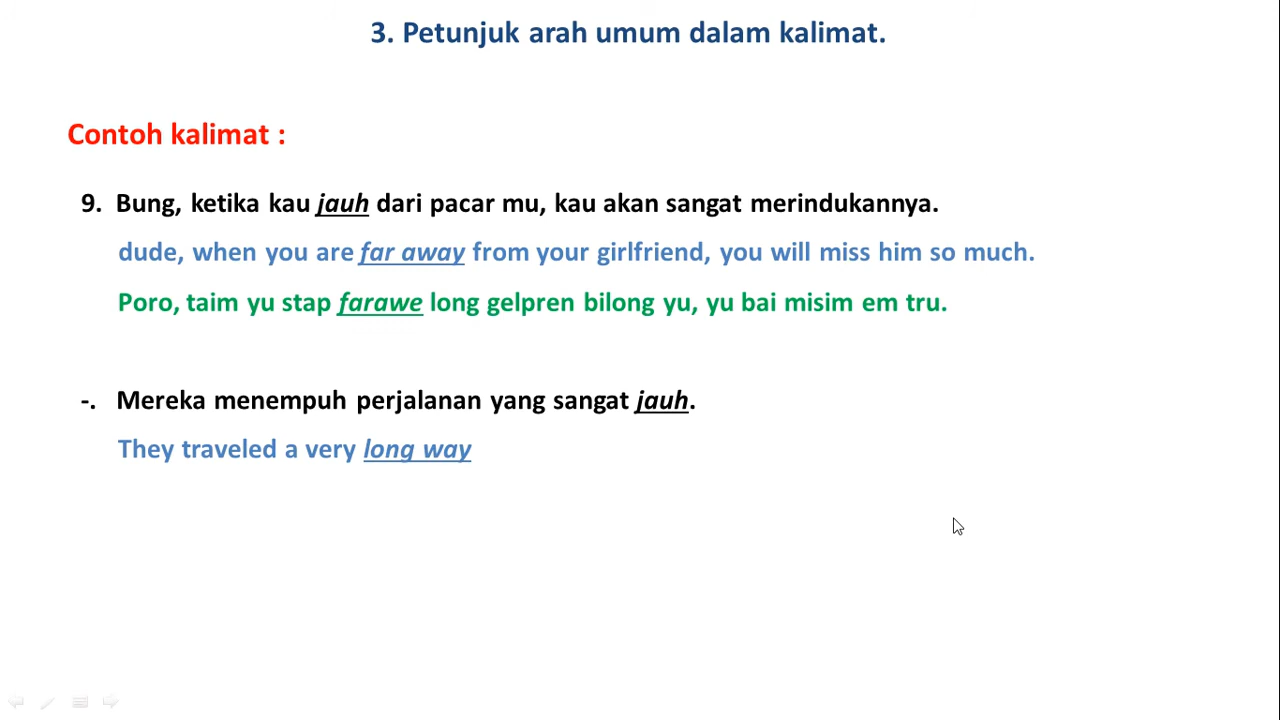 3. Petunjuk arah umum dalam kalimat.
Contoh kalimat :
9. Bung, ketika kau jauh dari pacar mu, kau akan sangat merindukannya.
dude, when you are far away from your girlfriend, you will miss him so much.
Poro, taim yu stap farawe long gelpren bilong yu, yu bai misim em tru.
-. Mereka menempuh perjalanan yang sangat jauh.
They traveled a very long way